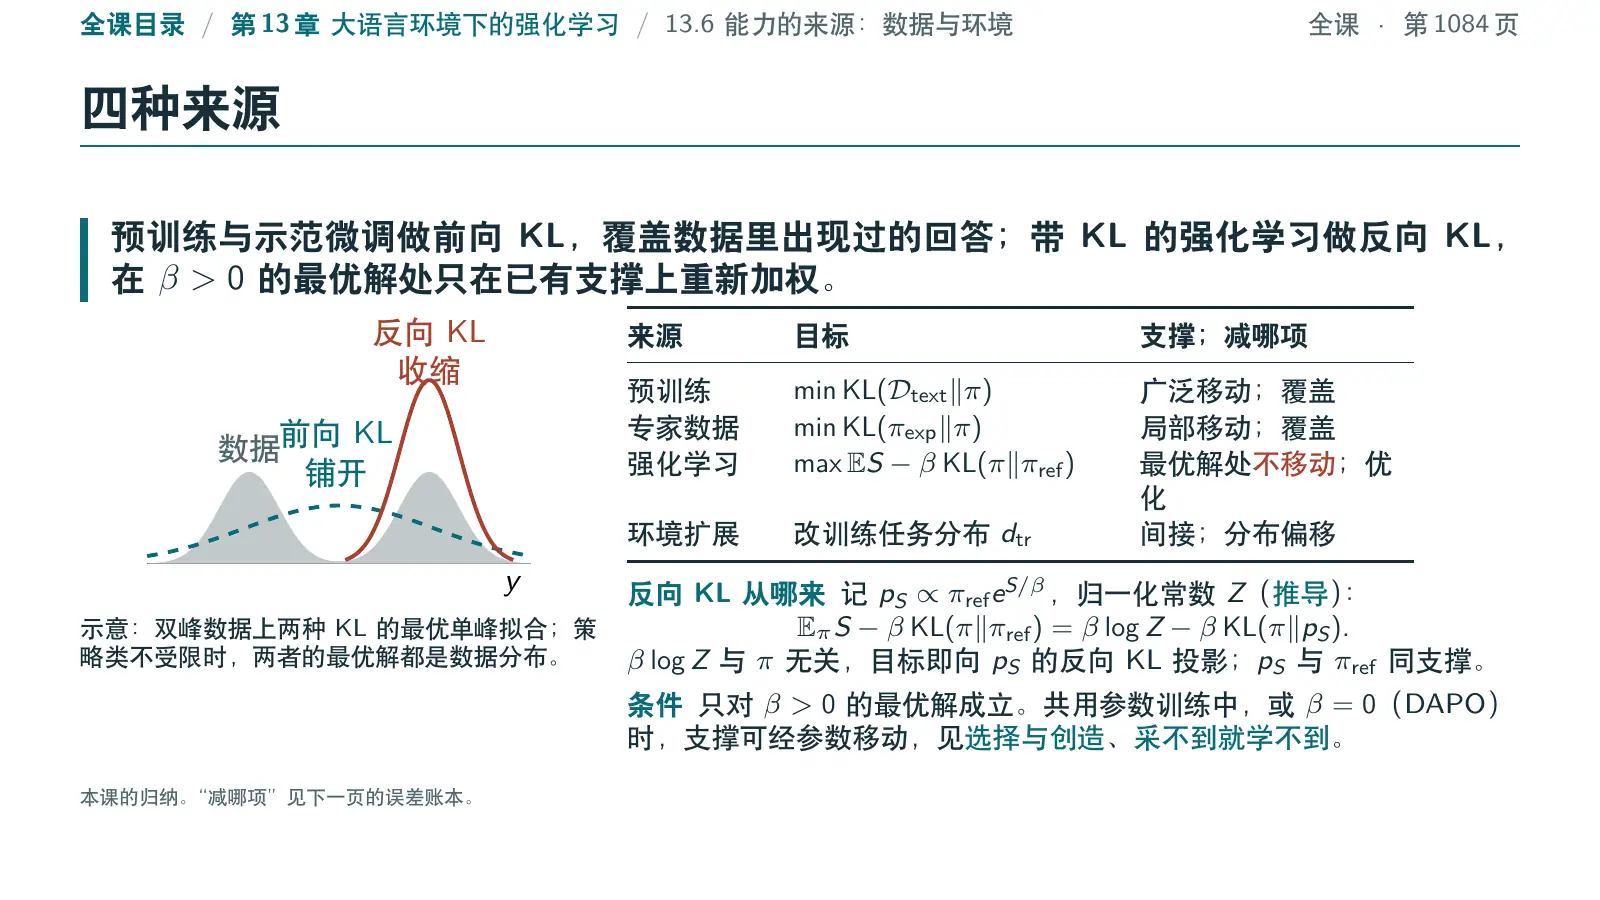 全课目录 / 第13章 大语言环境下的强化学习 / 13.6 能力的来源：数据与环境
全课 · 第1084页
四种来源
预训练与示范微调做前向 KL，覆盖数据里出现过的回答；带 KL 的强化学习做反向 KL，
在 β > 0 的最优解处只在已有支撑上重新加权。
反向 KL
收缩
前向 KL
铺开
数据
y
示意：双峰数据上两种 KL 的最优单峰拟合；策
略类不受限时，两者的最优解都是数据分布。
来源 目标 支撑；减哪项
预训练 min KL(𝒟text‖π) 广泛移动；覆盖
专家数据 min KL(πexp‖π) 局部移动；覆盖
强化学习 max 𝔼S − β KL(π‖πref) 最优解处不移动；优
化
环境扩展 改训练任务分布 dtr 间接；分布偏移
反向 KL 从哪来 记 pS ∝ πref e^{S/β}，归一化常数 Z（推导）：
𝔼π S − β KL(π‖πref) = β log Z − β KL(π‖pS).
β log Z 与 π 无关，目标即向 pS 的反向 KL 投影；pS 与 πref 同支撑。
条件 只对 β > 0 的最优解成立。共用参数训练中，或 β = 0（DAPO）
时，支撑可经参数移动，见选择与创造、采不到就学不到。
本课的归纳。“减哪项”见下一页的误差账本。